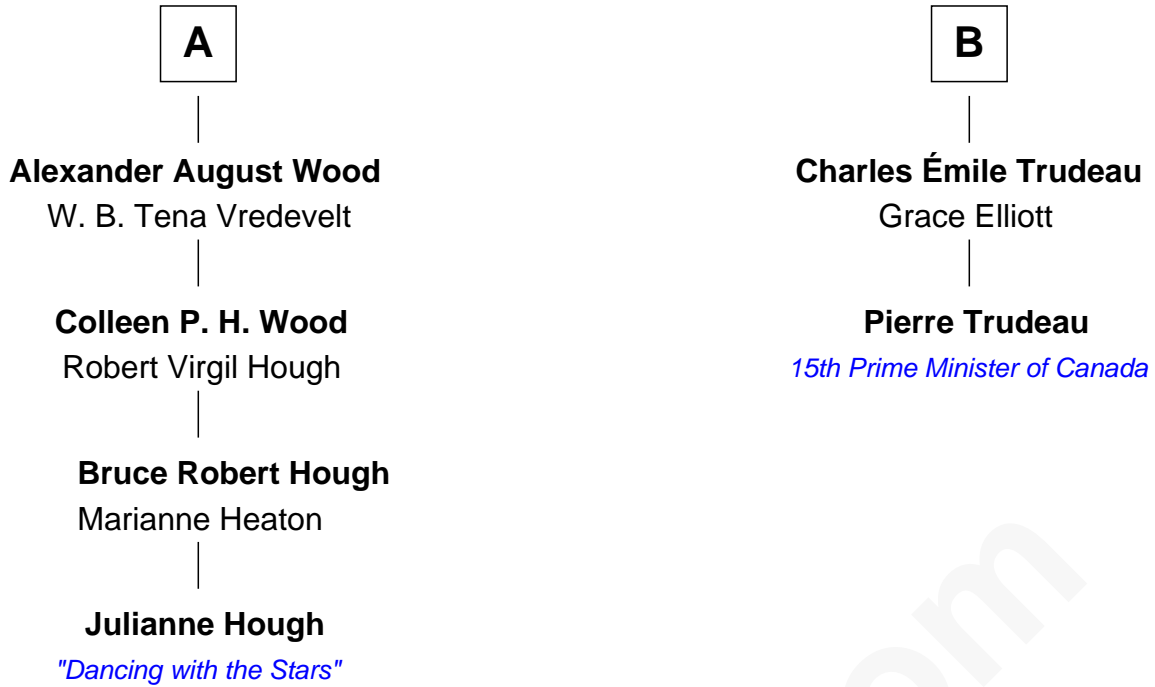 A
Alexander August Wood
W. B. Tena Vredevelt
Colleen P. H. Wood
Robert Virgil Hough
Bruce Robert Hough
Marianne Heaton
Julianne Hough
"Dancing with the Stars"
B
Charles Émile Trudeau
Grace Elliott
Pierre Trudeau
15th Prime Minister of Canada
om